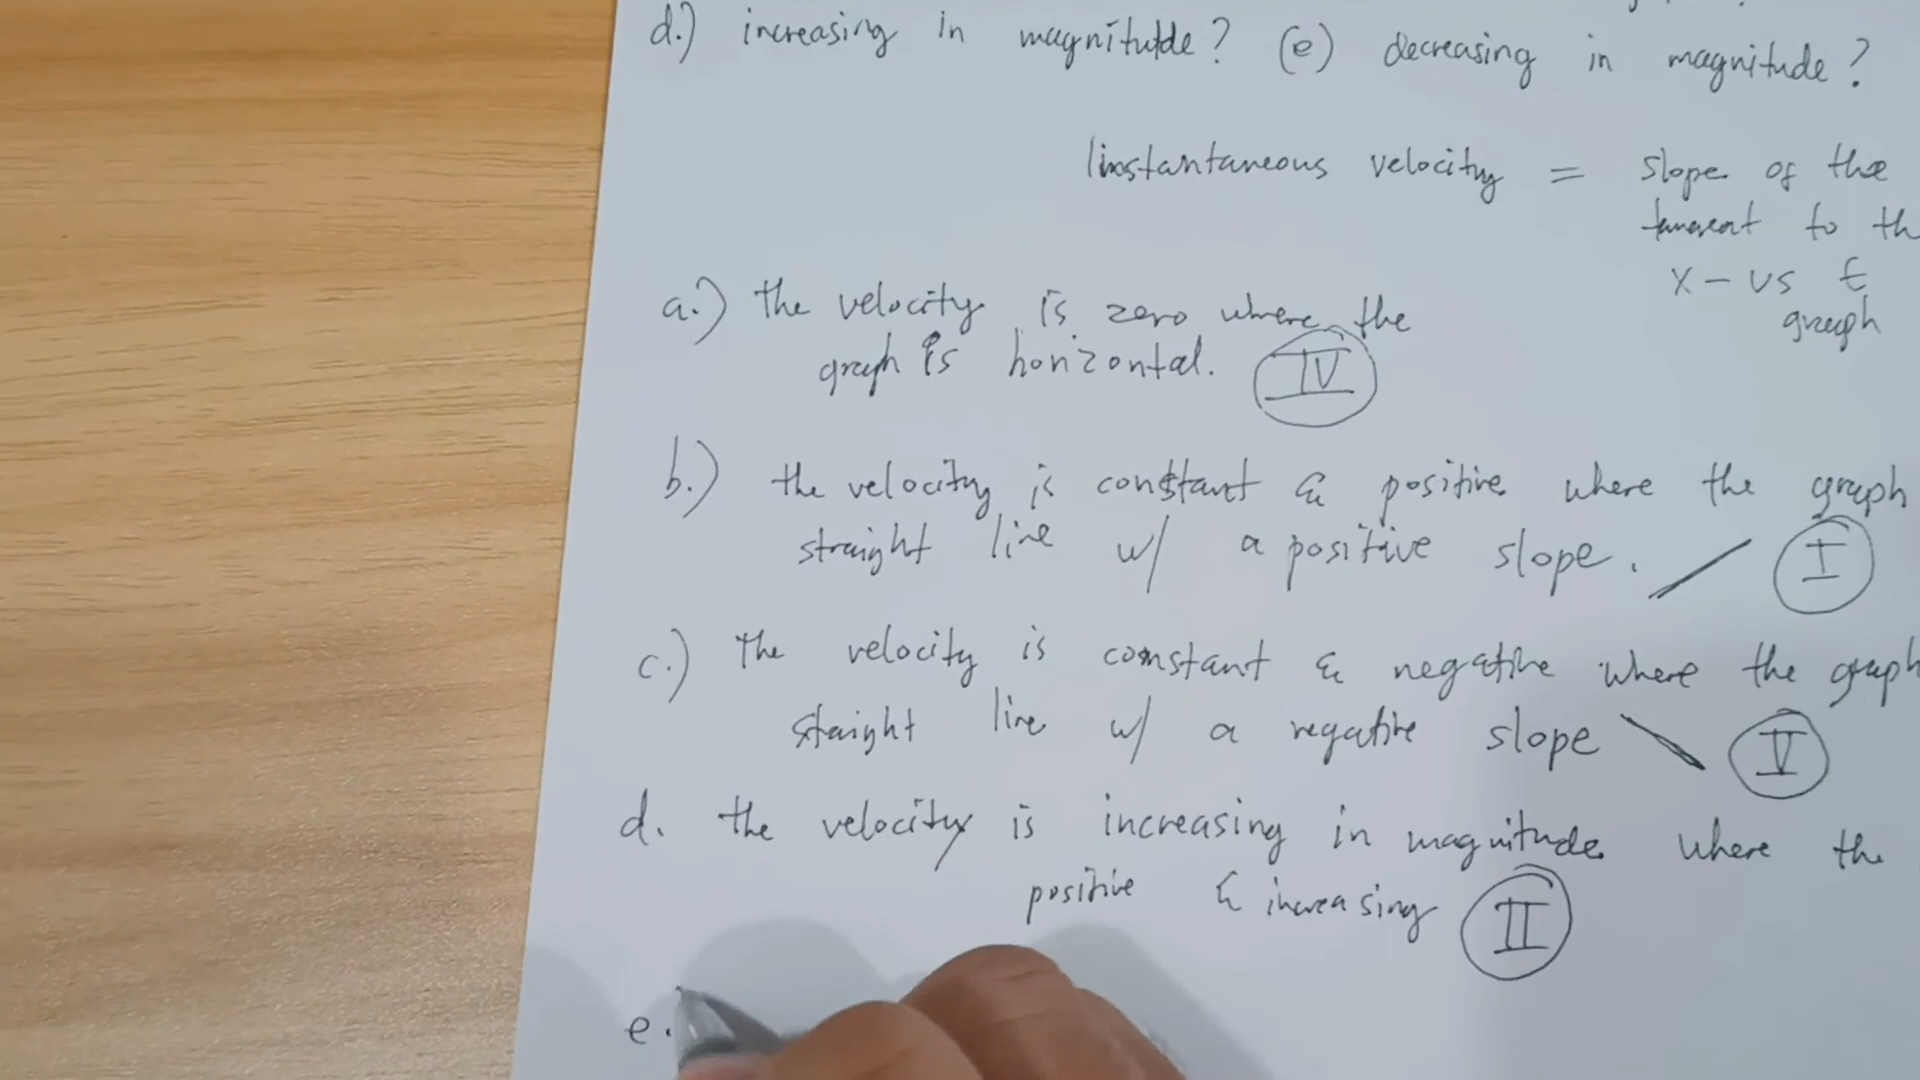 d.) increasing in magnitude? (e) decreasing in magnitude?
instantaneous velocity = slope of the
tangent to th
x - vs t
graph
a.) the velocity is zero where the
graph is horizontal. IV
b.) the velocity is constant & positive where the graph
straight line w/ a positive slope. I
c.) The velocity is constant & negative where the graph
straight line w/ a negative slope V
d. the velocity is increasing in magnitude where the
positive & increasing II
e.